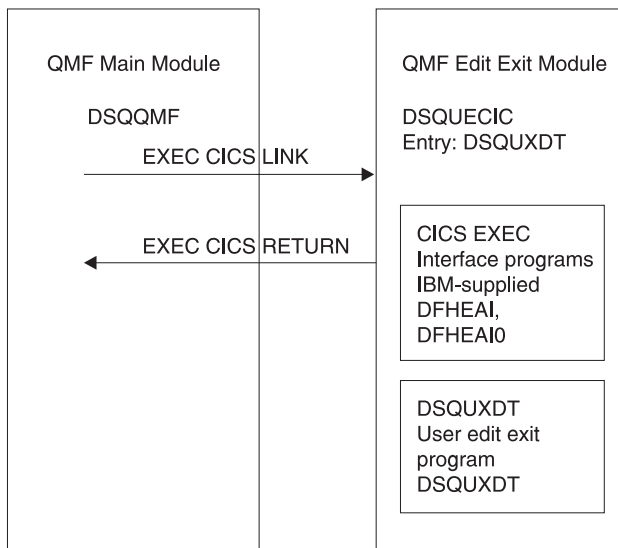 QMF Main Module
DSQQMF
EXEC CICS LINK
EXEC CICS RETURN
QMF Edit Exit Module
DSQUECIC
Entry: DSQUXDT
CICS EXEC
Interface programs
IBM-supplied
DFHEAI,
DFHEAI0
DSQUXDT
User edit exit
program
DSQUXDT